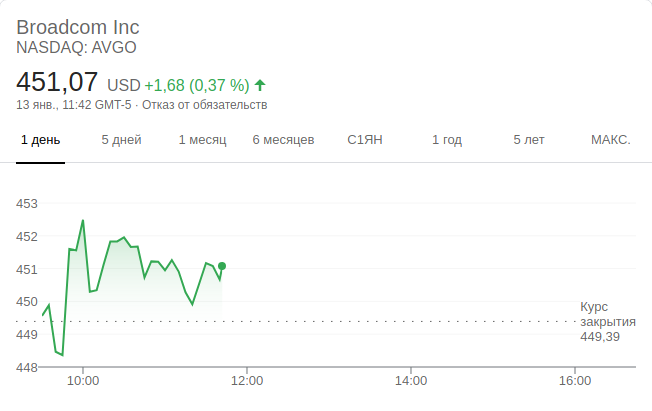 Broadcom Inc
NASDAQ: AVGO
451,07 USD +1,68 (0,37 %)
13 янв., 11:42 GMT-5 · Отказ от обязательств
1 день 5 дней 1 месяц 6 месяцев С1ЯН 1 год 5 лет МАКС.
453
452
451
450
449
448
Курс
закрытия
449,39
10:00 12:00 14:00 16:00